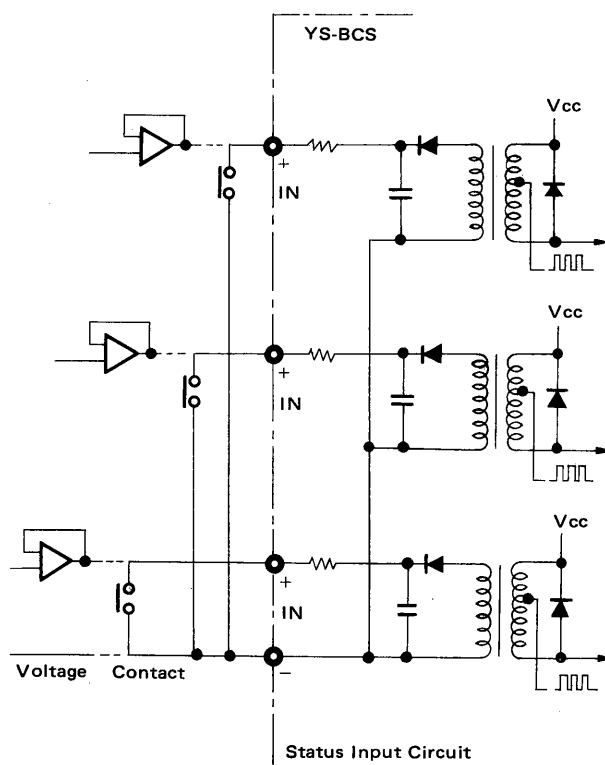 YS-BCS
Vcc
+
IN
Vcc
+
IN
Vcc
+
IN
Voltage Contact
−
Status Input Circuit